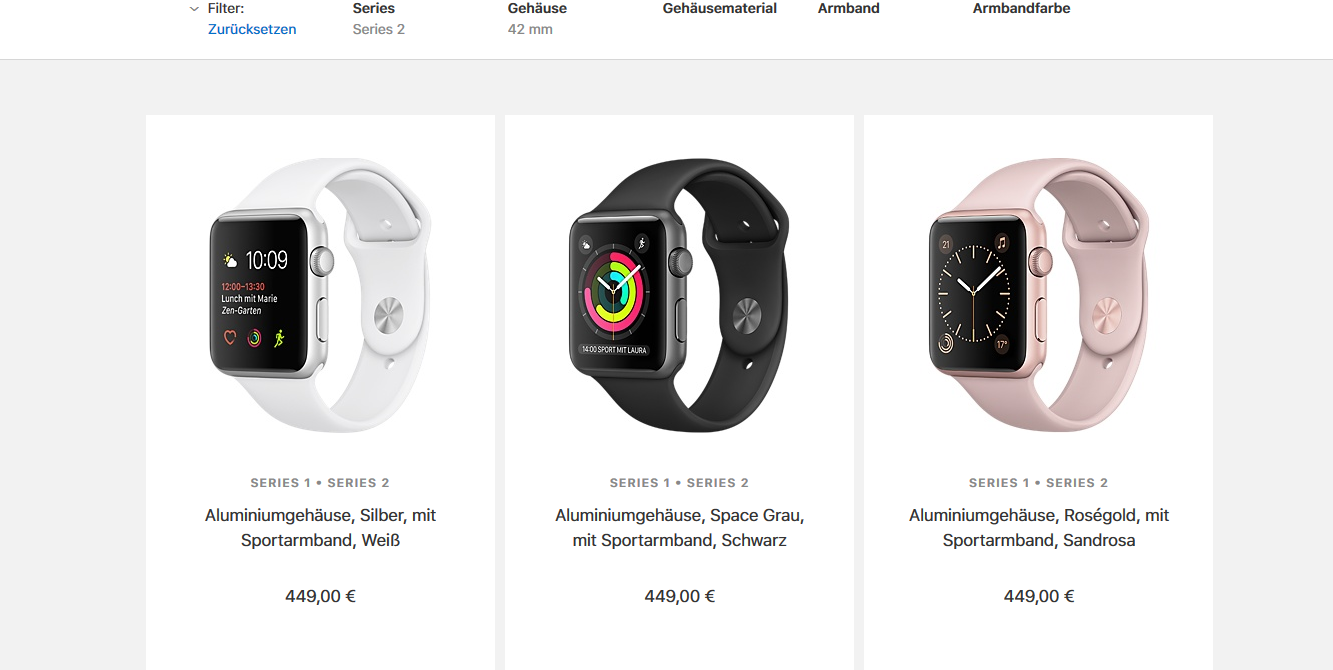 Filter:
Zurücksetzen
Series
Series 2
Gehäuse
42 mm
Gehäusematerial
Armband
Armbandfarbe
10:09
12:00–13:30
Lunch mit Marie
Zen-Garten
SERIES 1 • SERIES 2
Aluminiumgehäuse, Silber, mit
Sportarmband, Weiß
449,00 €
14:00 SPORT MIT LAURA
SERIES 1 • SERIES 2
Aluminiumgehäuse, Space Grau,
mit Sportarmband, Schwarz
449,00 €
21
17°
SERIES 1 • SERIES 2
Aluminiumgehäuse, Roségold, mit
Sportarmband, Sandrosa
449,00 €